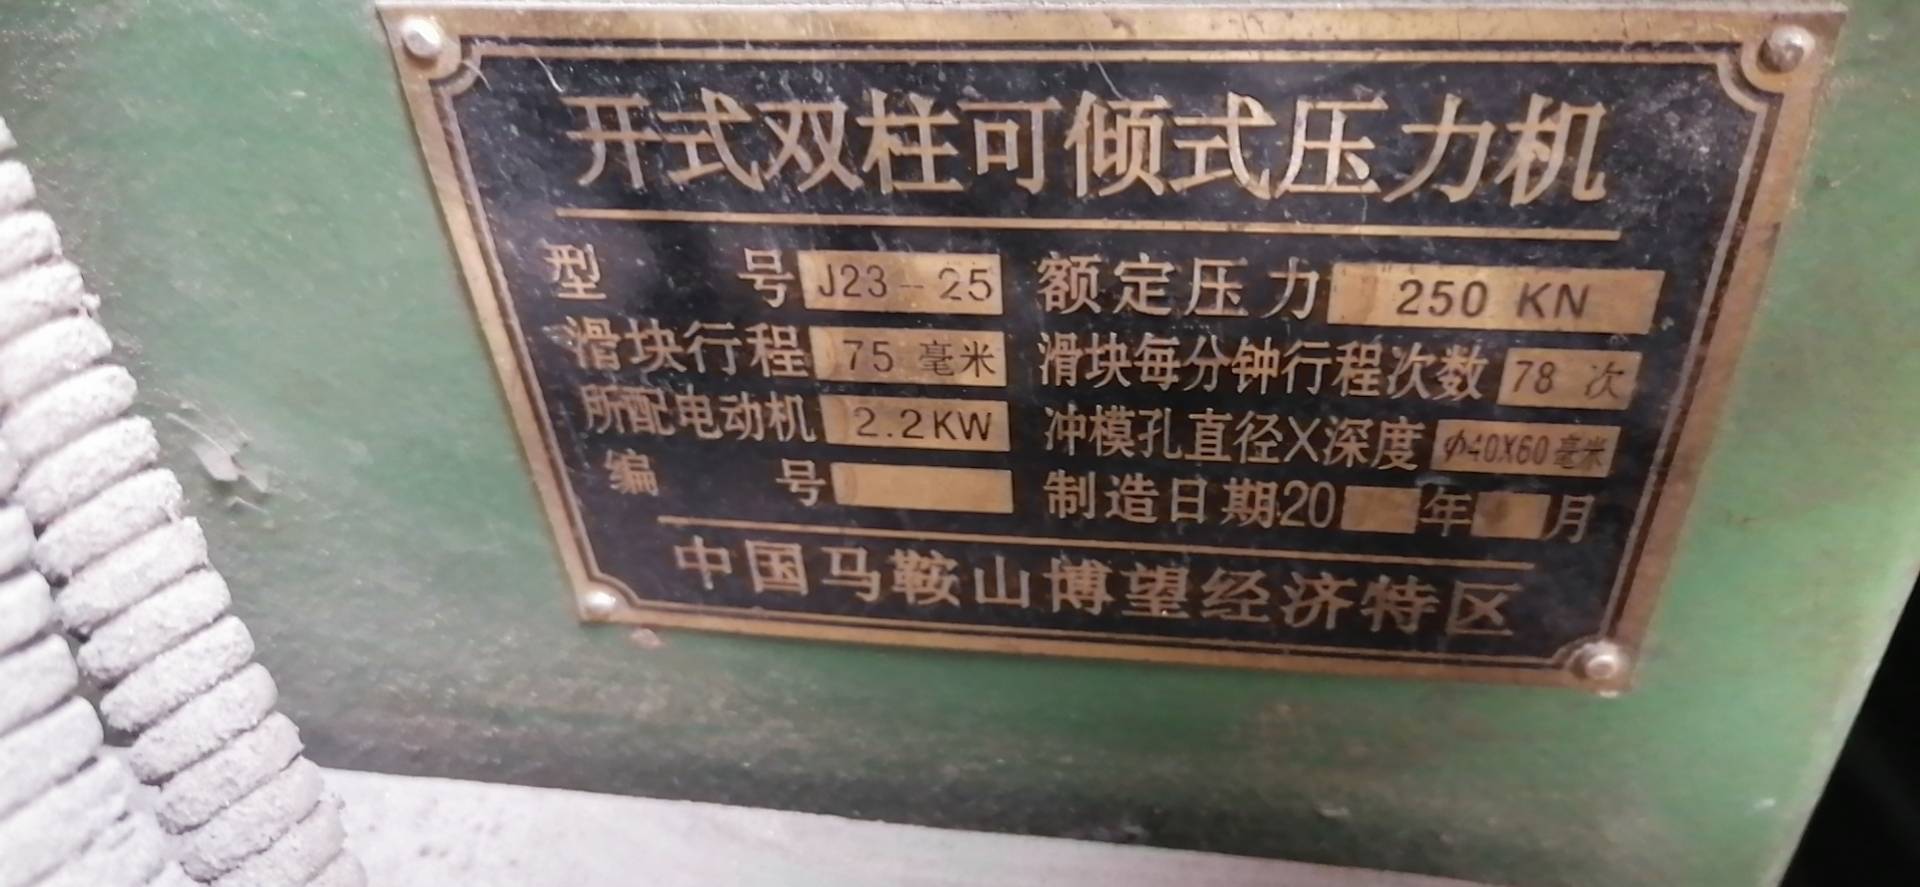 开式双柱可倾式压力机
型号 J23-25 额定压力 250 KN
滑块行程 75 毫米 滑块每分钟行程次数 78 次
所配电动机 2.2KW 冲模孔直径X深度 Φ40X60毫米
编号 制造日期20 年 月
中国马鞍山博望经济特区